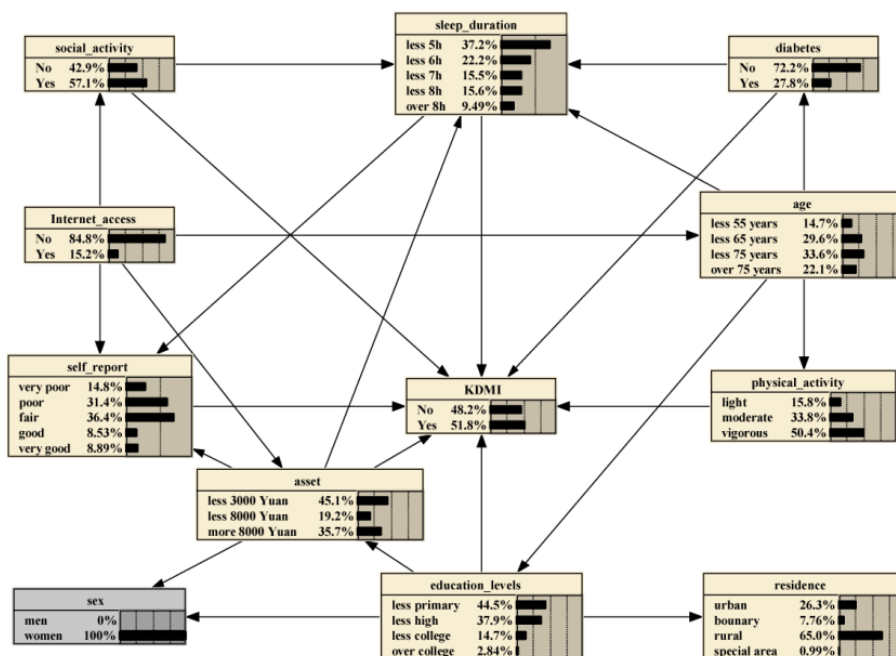 sleep_duration
less 5h 37.2%
less 6h 22.2%
less 7h 15.5%
less 8h 15.6%
over 8h 9.49%
social_activity
No 42.9%
Yes 57.1%
diabetes
No 72.2%
Yes 27.8%
Internet_access
No 84.8%
Yes 15.2%
age
less 55 years 14.7%
less 65 years 29.6%
less 75 years 33.6%
over 75 years 22.1%
self_report
very poor 14.8%
poor 31.4%
fair 36.4%
good 8.53%
very good 8.89%
KDMI
No 48.2%
Yes 51.8%
physical_activity
light 15.8%
moderate 33.8%
vigorous 50.4%
asset
less 3000 Yuan 45.1%
less 8000 Yuan 19.2%
more 8000 Yuan 35.7%
sex
men 0%
women 100%
education_levels
less primary 44.5%
less high 37.9%
less college 14.7%
over college 2.84%
residence
urban 26.3%
bounary 7.76%
rural 65.0%
special area 0.99%